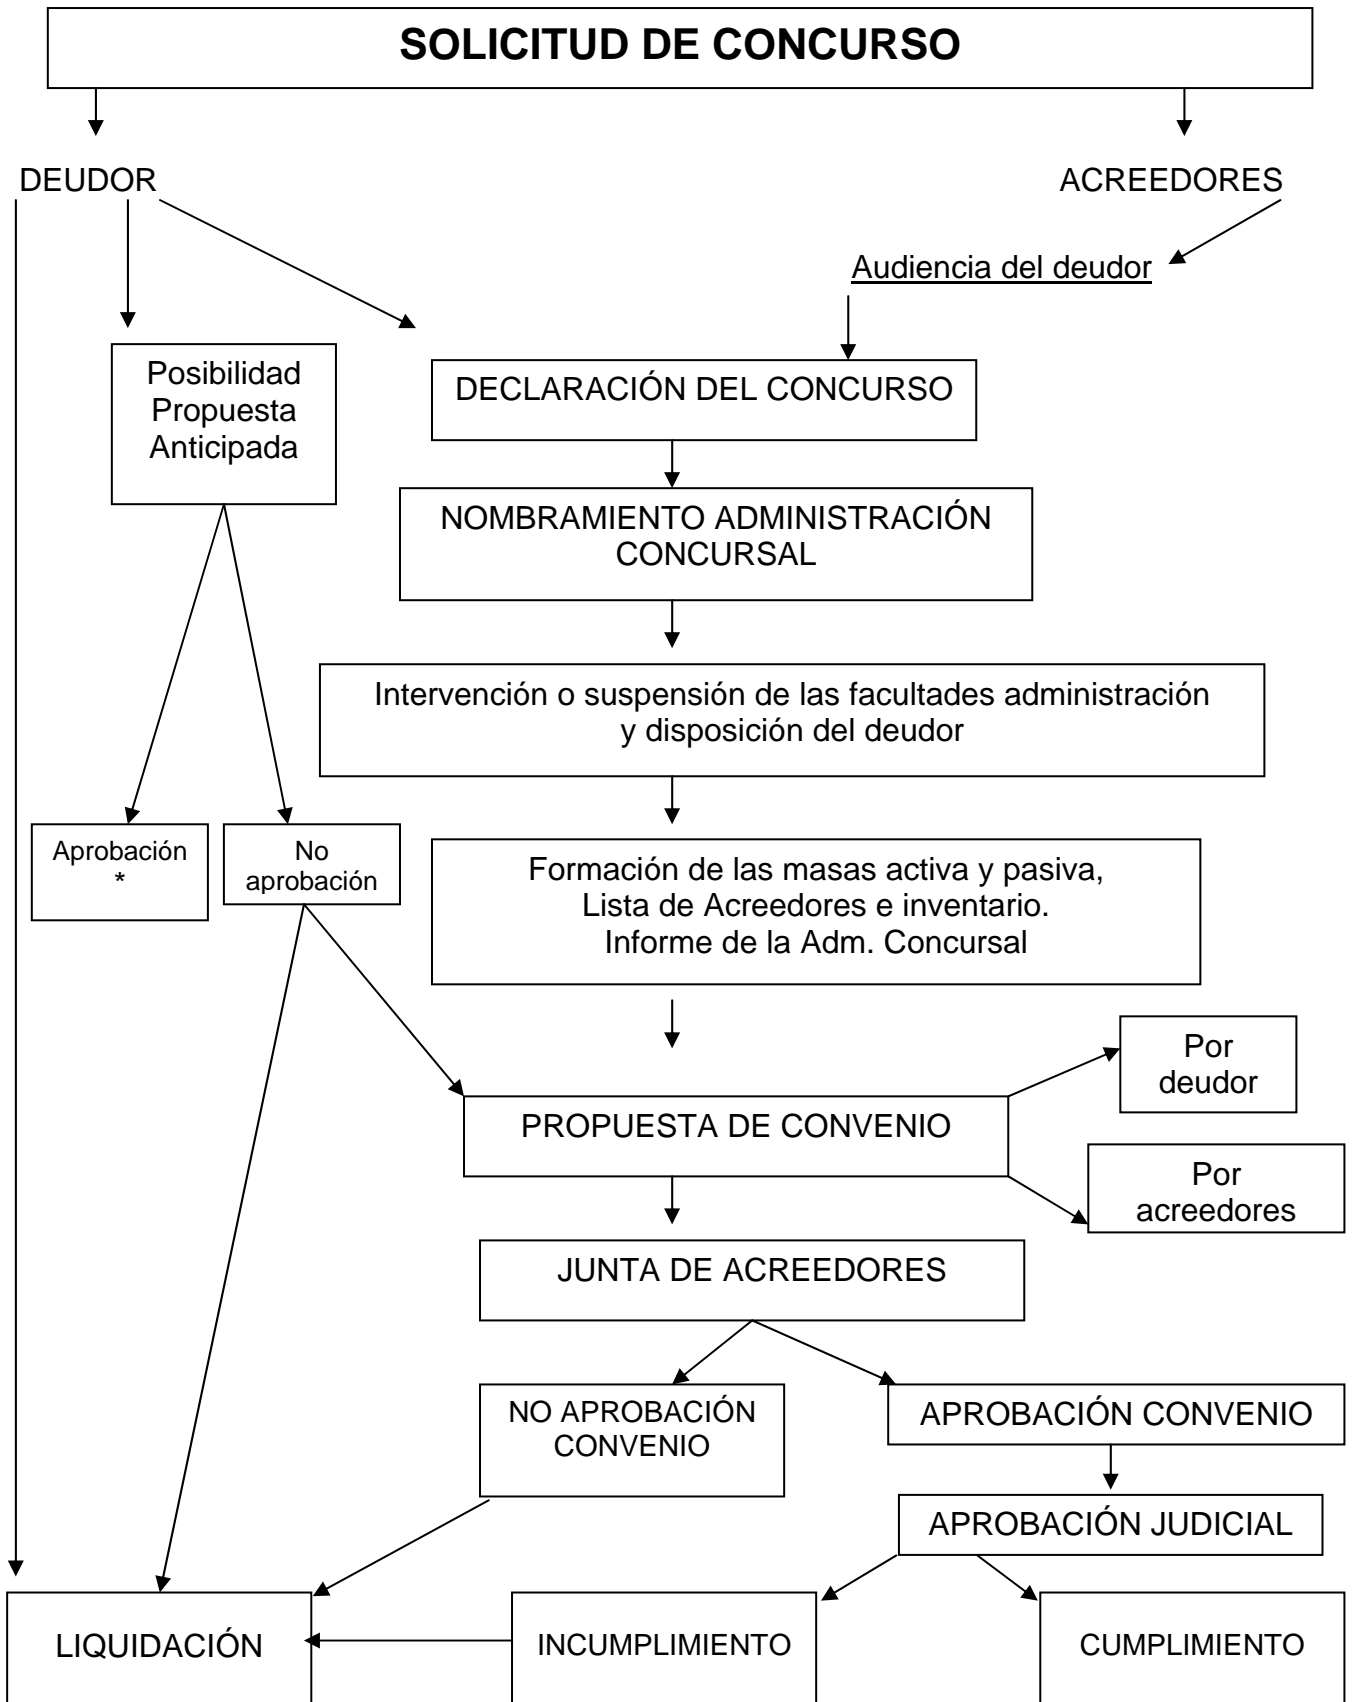 SOLICITUD DE CONCURSO
DEUDOR
ACREEDORES
Audiencia del deudor
Posibilidad
Propuesta
Anticipada
DECLARACIÓN DEL CONCURSO
NOMBRAMIENTO ADMINISTRACIÓN
CONCURSAL
Intervención o suspensión de las facultades administración
y disposición del deudor
Aprobación
*
No
aprobación
Formación de las masas activa y pasiva,
Lista de Acreedores e inventario.
Informe de la Adm. Concursal
Por
deudor
PROPUESTA DE CONVENIO
Por
acreedores
JUNTA DE ACREEDORES
NO APROBACIÓN
CONVENIO
APROBACIÓN CONVENIO
APROBACIÓN JUDICIAL
LIQUIDACIÓN
INCUMPLIMIENTO
CUMPLIMIENTO